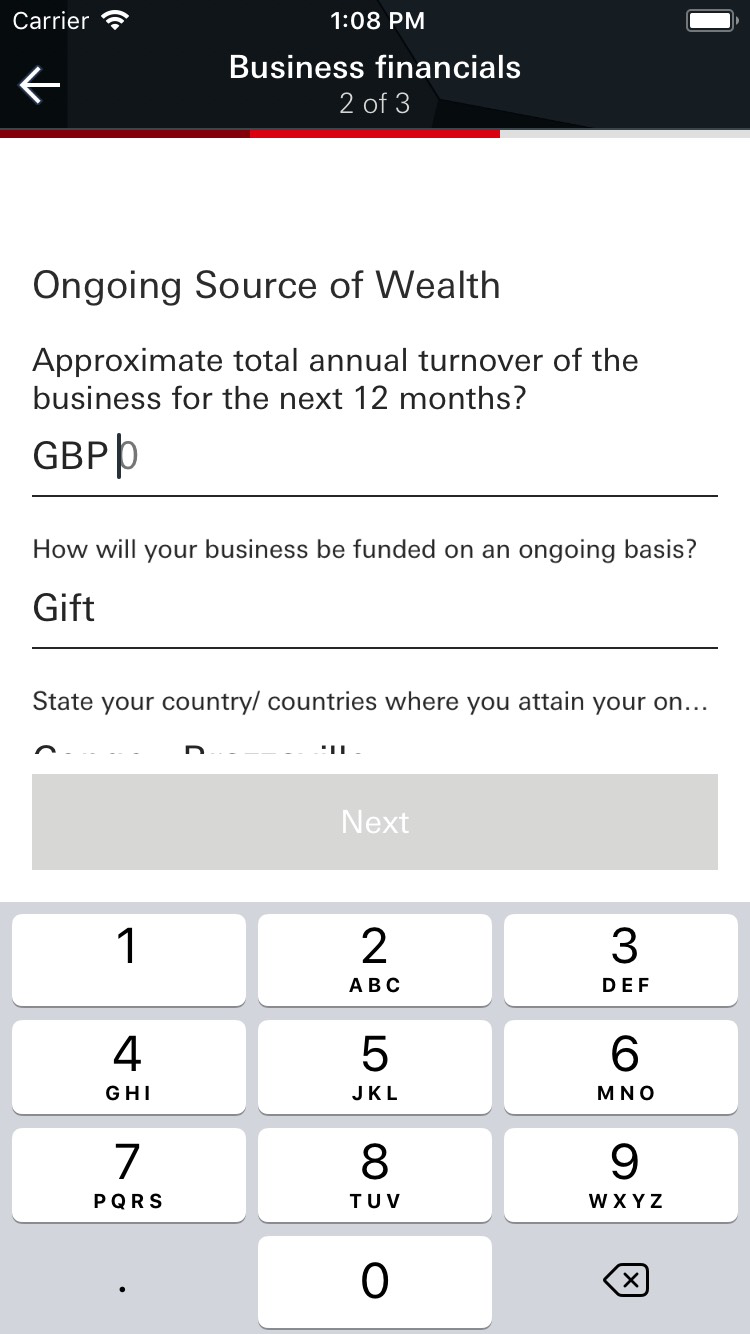 Carrier 1:08 PM
Business financials
2 of 3
Ongoing Source of Wealth
Approximate total annual turnover of the
business for the next 12 months?
GBP 0
How will your business be funded on an ongoing basis?
Gift
State your country/ countries where you attain your on...
Next
1 2 3
ABC DEF
4 5 6
GHI JKL MNO
7 8 9
PQRS TUV WXYZ
. 0